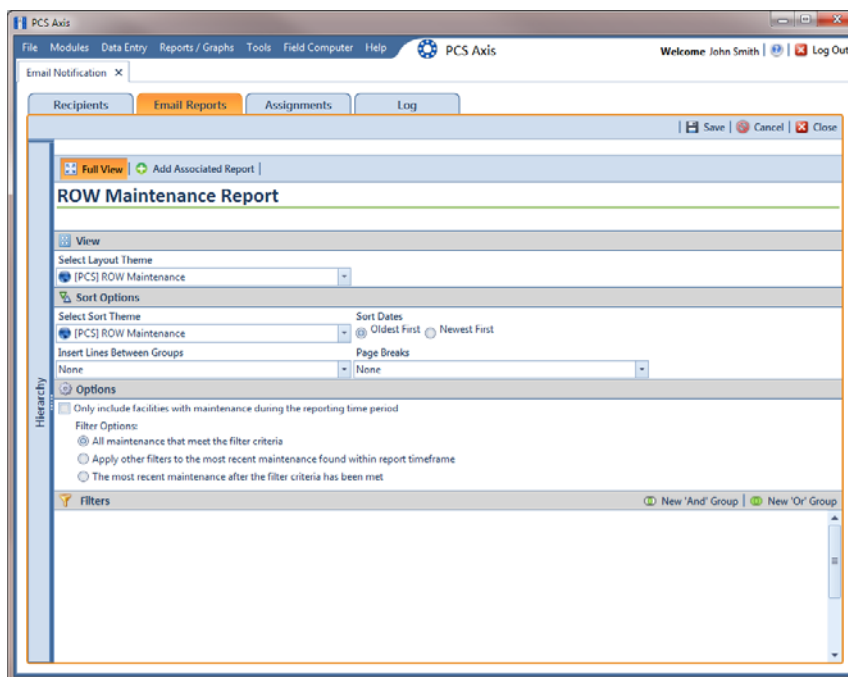 PCS Axis
File Modules Data Entry Reports / Graphs Tools Field Computer Help PCS Axis Welcome John Smith | | Log Out
Email Notification X
Recipients Email Reports Assignments Log
| Save | Cancel | Close
Full View | Add Associated Report |
ROW Maintenance Report
View
Select Layout Theme
[PCS] ROW Maintenance
Sort Options
Select Sort Theme Sort Dates
[PCS] ROW Maintenance Oldest First Newest First
Insert Lines Between Groups Page Breaks
None None
Options
Only include facilities with maintenance during the reporting time period
Filter Options:
All maintenance that meet the filter criteria
Apply other filters to the most recent maintenance found within report timeframe
The most recent maintenance after the filter criteria has been met
Hierarchy
Filters New 'And' Group | New 'Or' Group